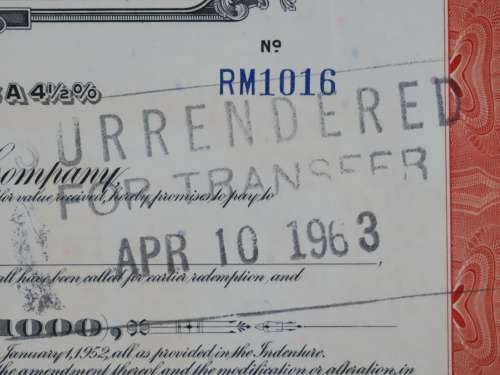 Nº
A 4½% RM1016
SURRENDERED
Company,
FOR TRANSFER
for value received, hereby promises to pay to
APR 10 1963
all have been called for earlier redemption, and
1000,
January 1, 1952, all as provided in the Indenture.
the amendment thereof and the modification or alteration, in